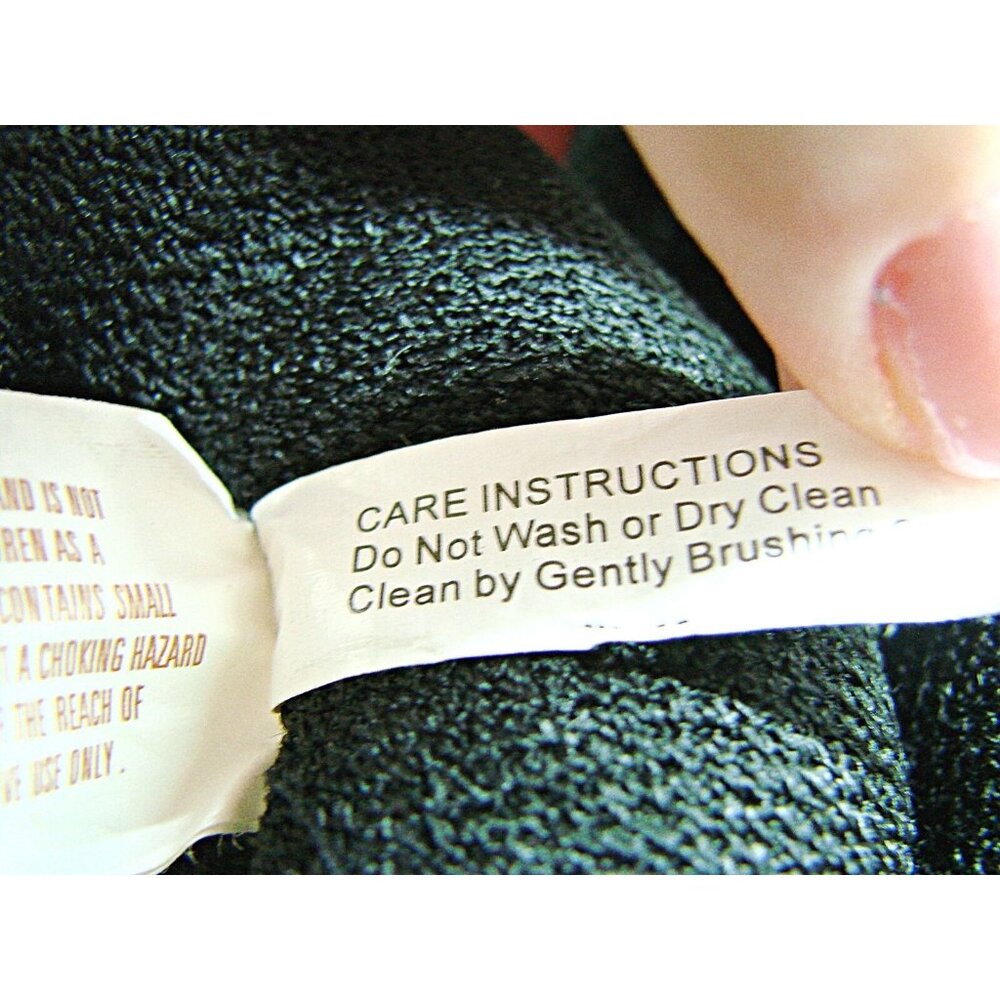 AND IS NOT
AS A
CONTAINS SMALL
A CHOKING HAZARD
THE REACH OF
USE ONLY.
CARE INSTRUCTIONS
Do Not Wash or Dry Clean
Clean by Gently Brushing